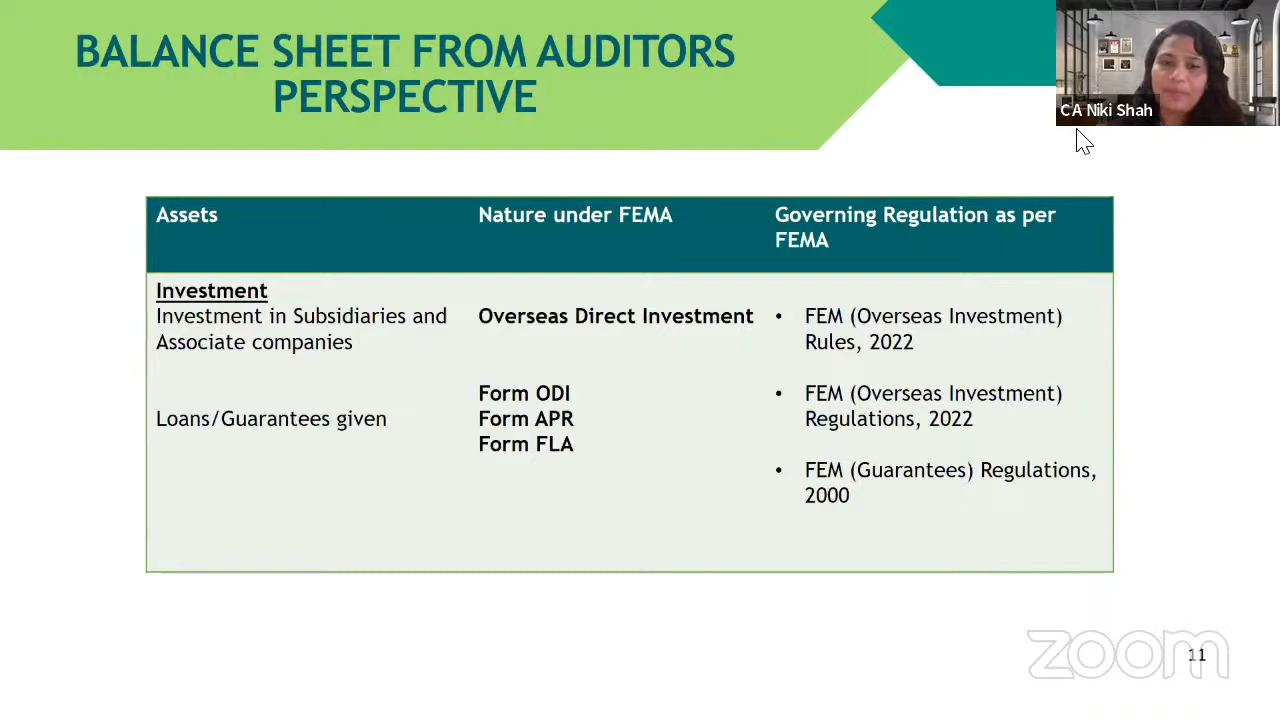 BALANCE SHEET FROM AUDITORS
PERSPECTIVE
CA Niki Shah
Assets
Nature under FEMA
Governing Regulation as per
FEMA
Investment
Investment in Subsidiaries and
Associate companies
Loans/Guarantees given
Overseas Direct Investment
Form ODI
Form APR
Form FLA
• FEM (Overseas Investment)
Rules, 2022
• FEM (Overseas Investment)
Regulations, 2022
• FEM (Guarantees) Regulations,
2000
zoom
11